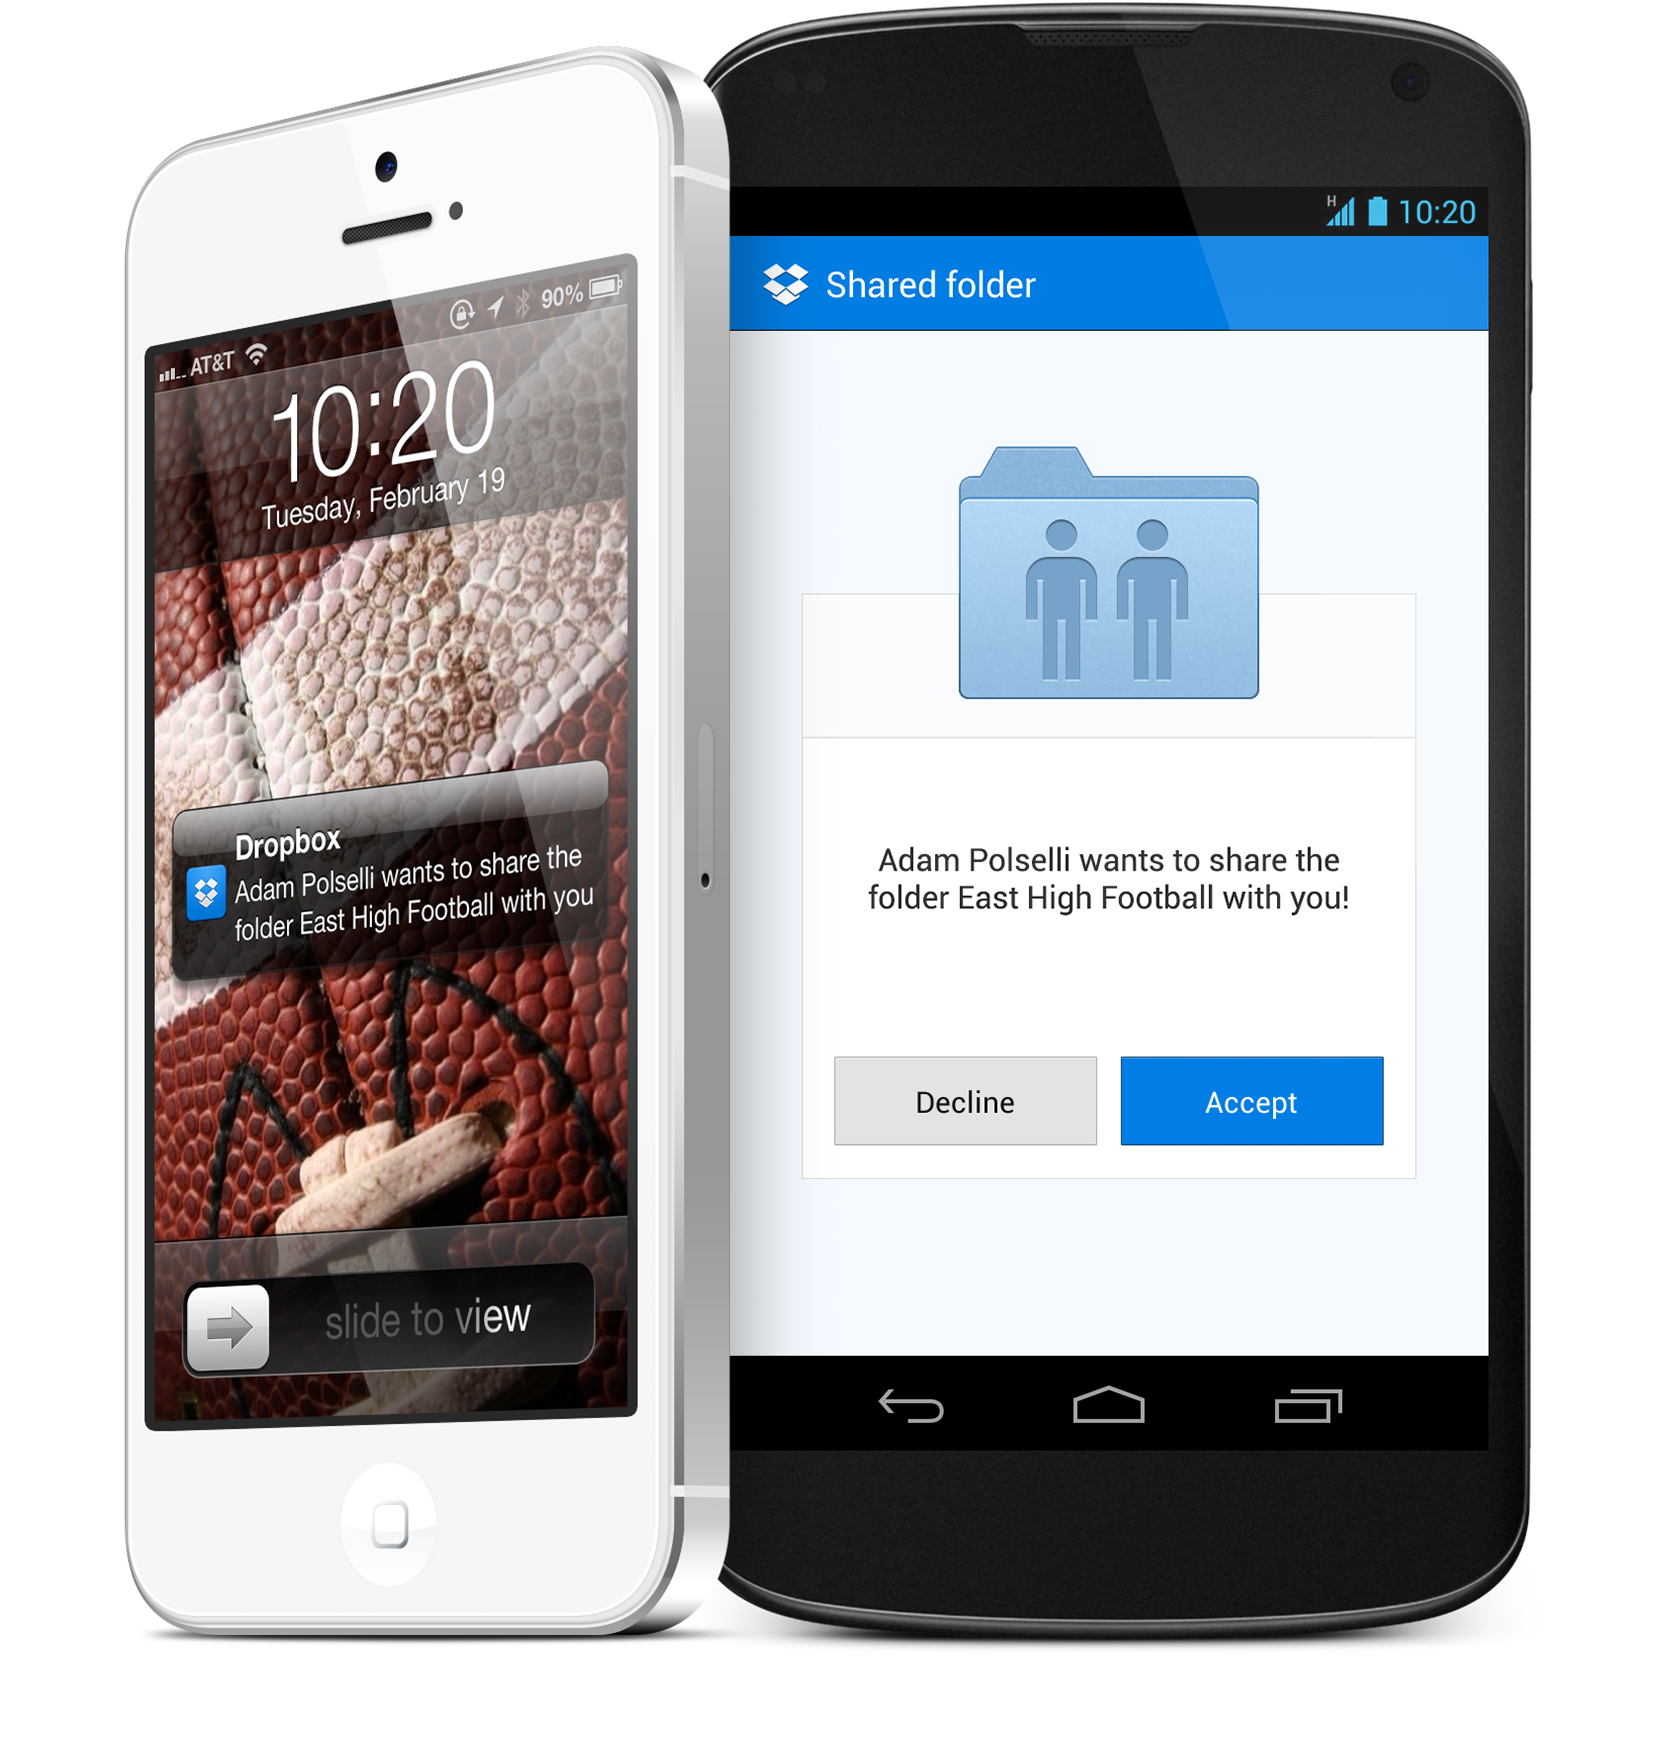 AT&T
90%
10:20
Tuesday, February 19
Dropbox
Adam Polselli wants to share the
folder East High Football with you
slide to view
H
10:20
Shared folder
Adam Polselli wants to share the
folder East High Football with you!
Decline
Accept